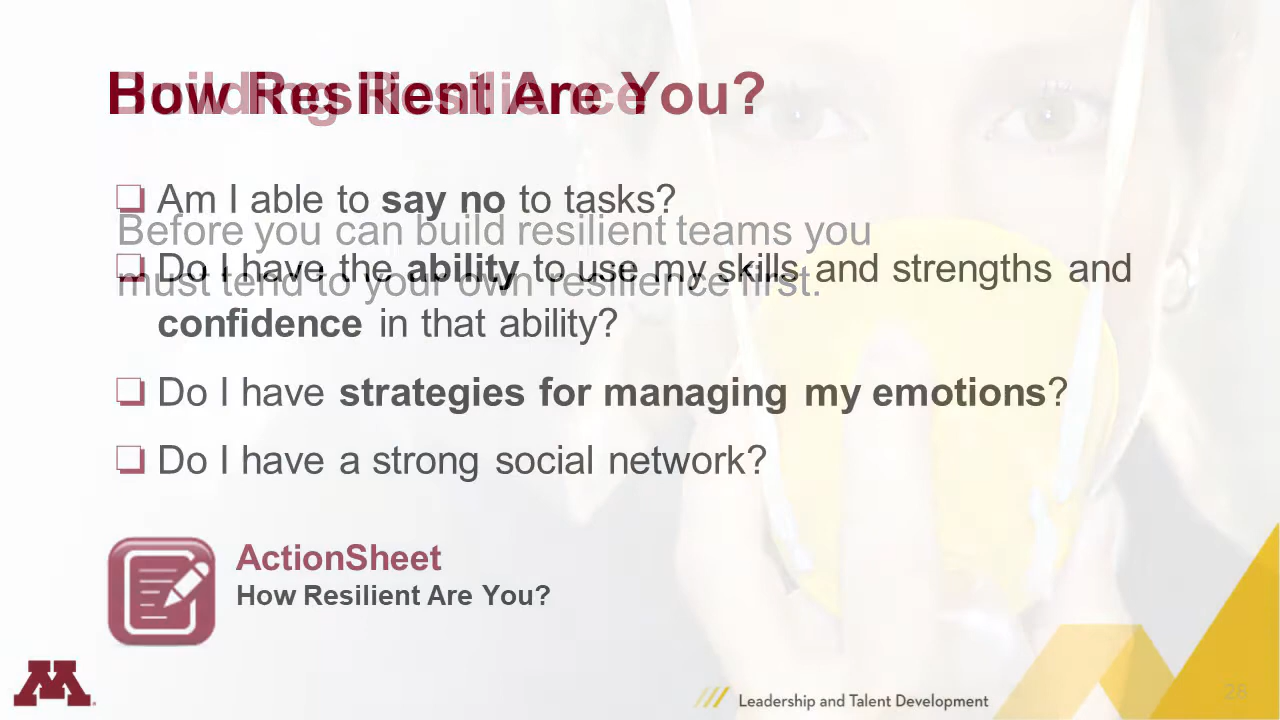 How Resilient Are You?
Building Resilience
❑ Am I able to say no to tasks?
Before you can build resilient teams you
❑ Do I have the ability to use my skills and strengths and
must tend to your own resilience first.
confidence in that ability?
❑ Do I have strategies for managing my emotions?
❑ Do I have a strong social network?
ActionSheet
How Resilient Are You?
M
Leadership and Talent Development